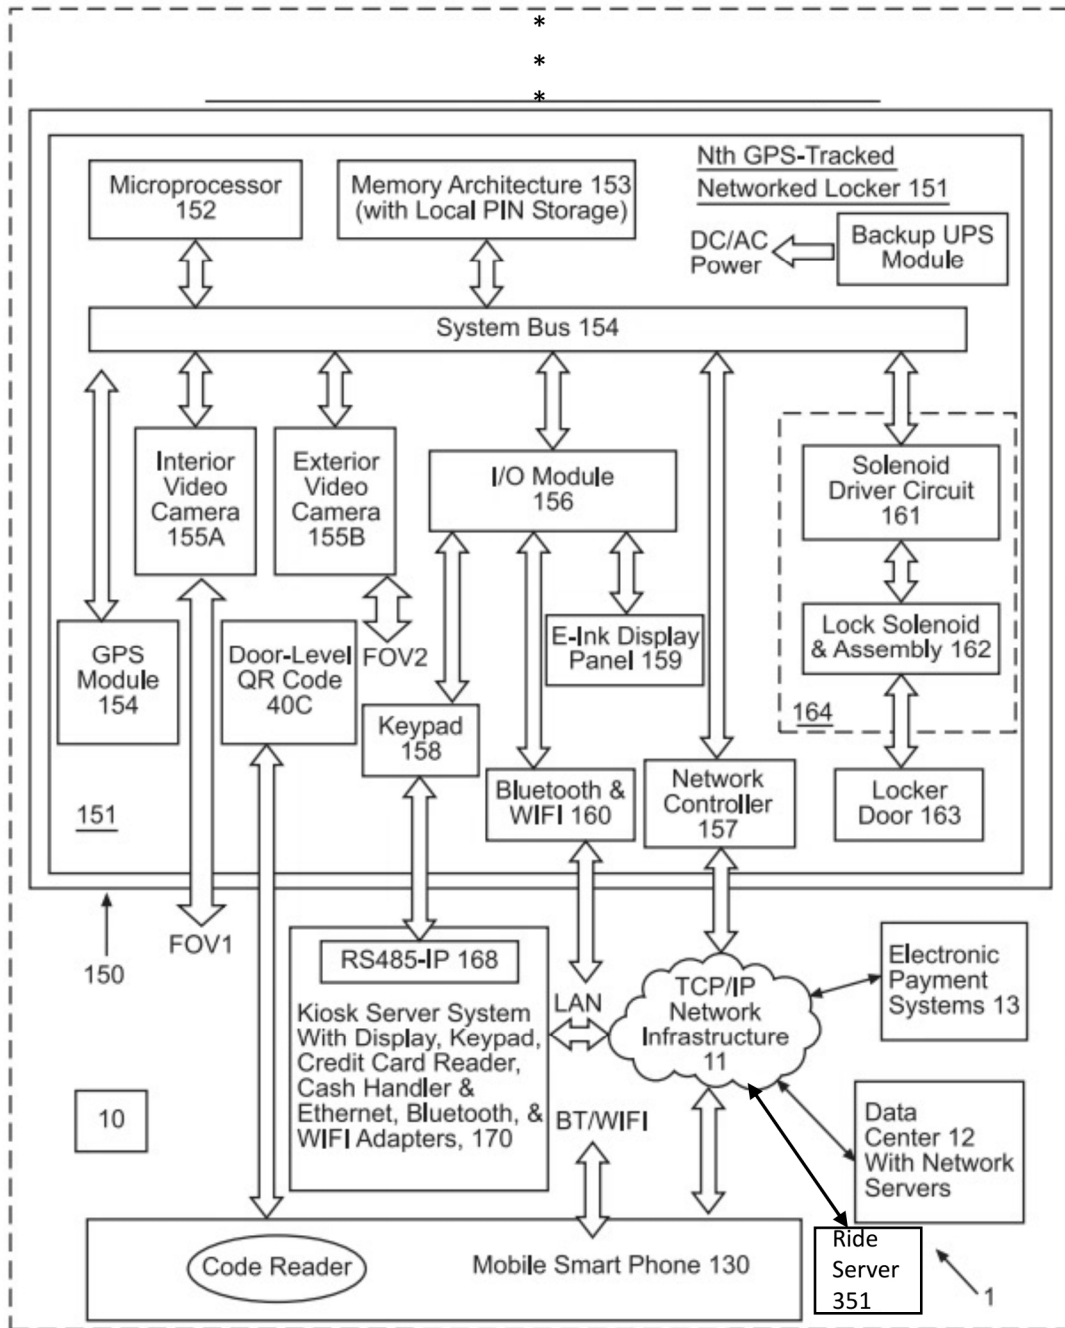 *
*
*
Nth GPS-Tracked
Networked Locker 151
Microprocessor
152
Memory Architecture 153
(with Local PIN Storage)
DC/AC
Power
Backup UPS
Module
System Bus 154
Interior
Video
Camera
155A
Exterior
Video
Camera
155B
I/O Module
156
Solenoid
Driver Circuit
161
GPS
Module
154
Door-Level
QR Code
40C
FOV2
E-Ink Display
Panel 159
Lock Solenoid
& Assembly 162
164
Keypad
158
Bluetooth &
WIFI 160
Network
Controller
157
Locker
Door 163
151
150
FOV1
RS485-IP 168
Kiosk Server System
With Display, Keypad,
Credit Card Reader,
Cash Handler &
Ethernet, Bluetooth, &
WIFI Adapters, 170
LAN
TCP/IP
Network
Infrastructure
11
Electronic
Payment
Systems 13
10
BT/WIFI
Data
Center 12
With Network
Servers
Code Reader
Mobile Smart Phone 130
Ride
Server
351
1